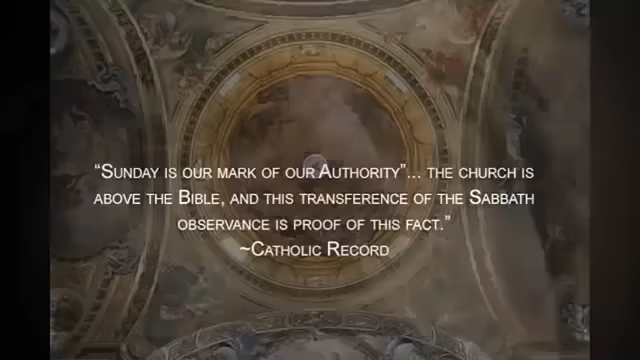 “Sunday is our mark of our Authority”... the church is
above the Bible, and this transference of the Sabbath
observance is proof of this fact.”
~Catholic Record